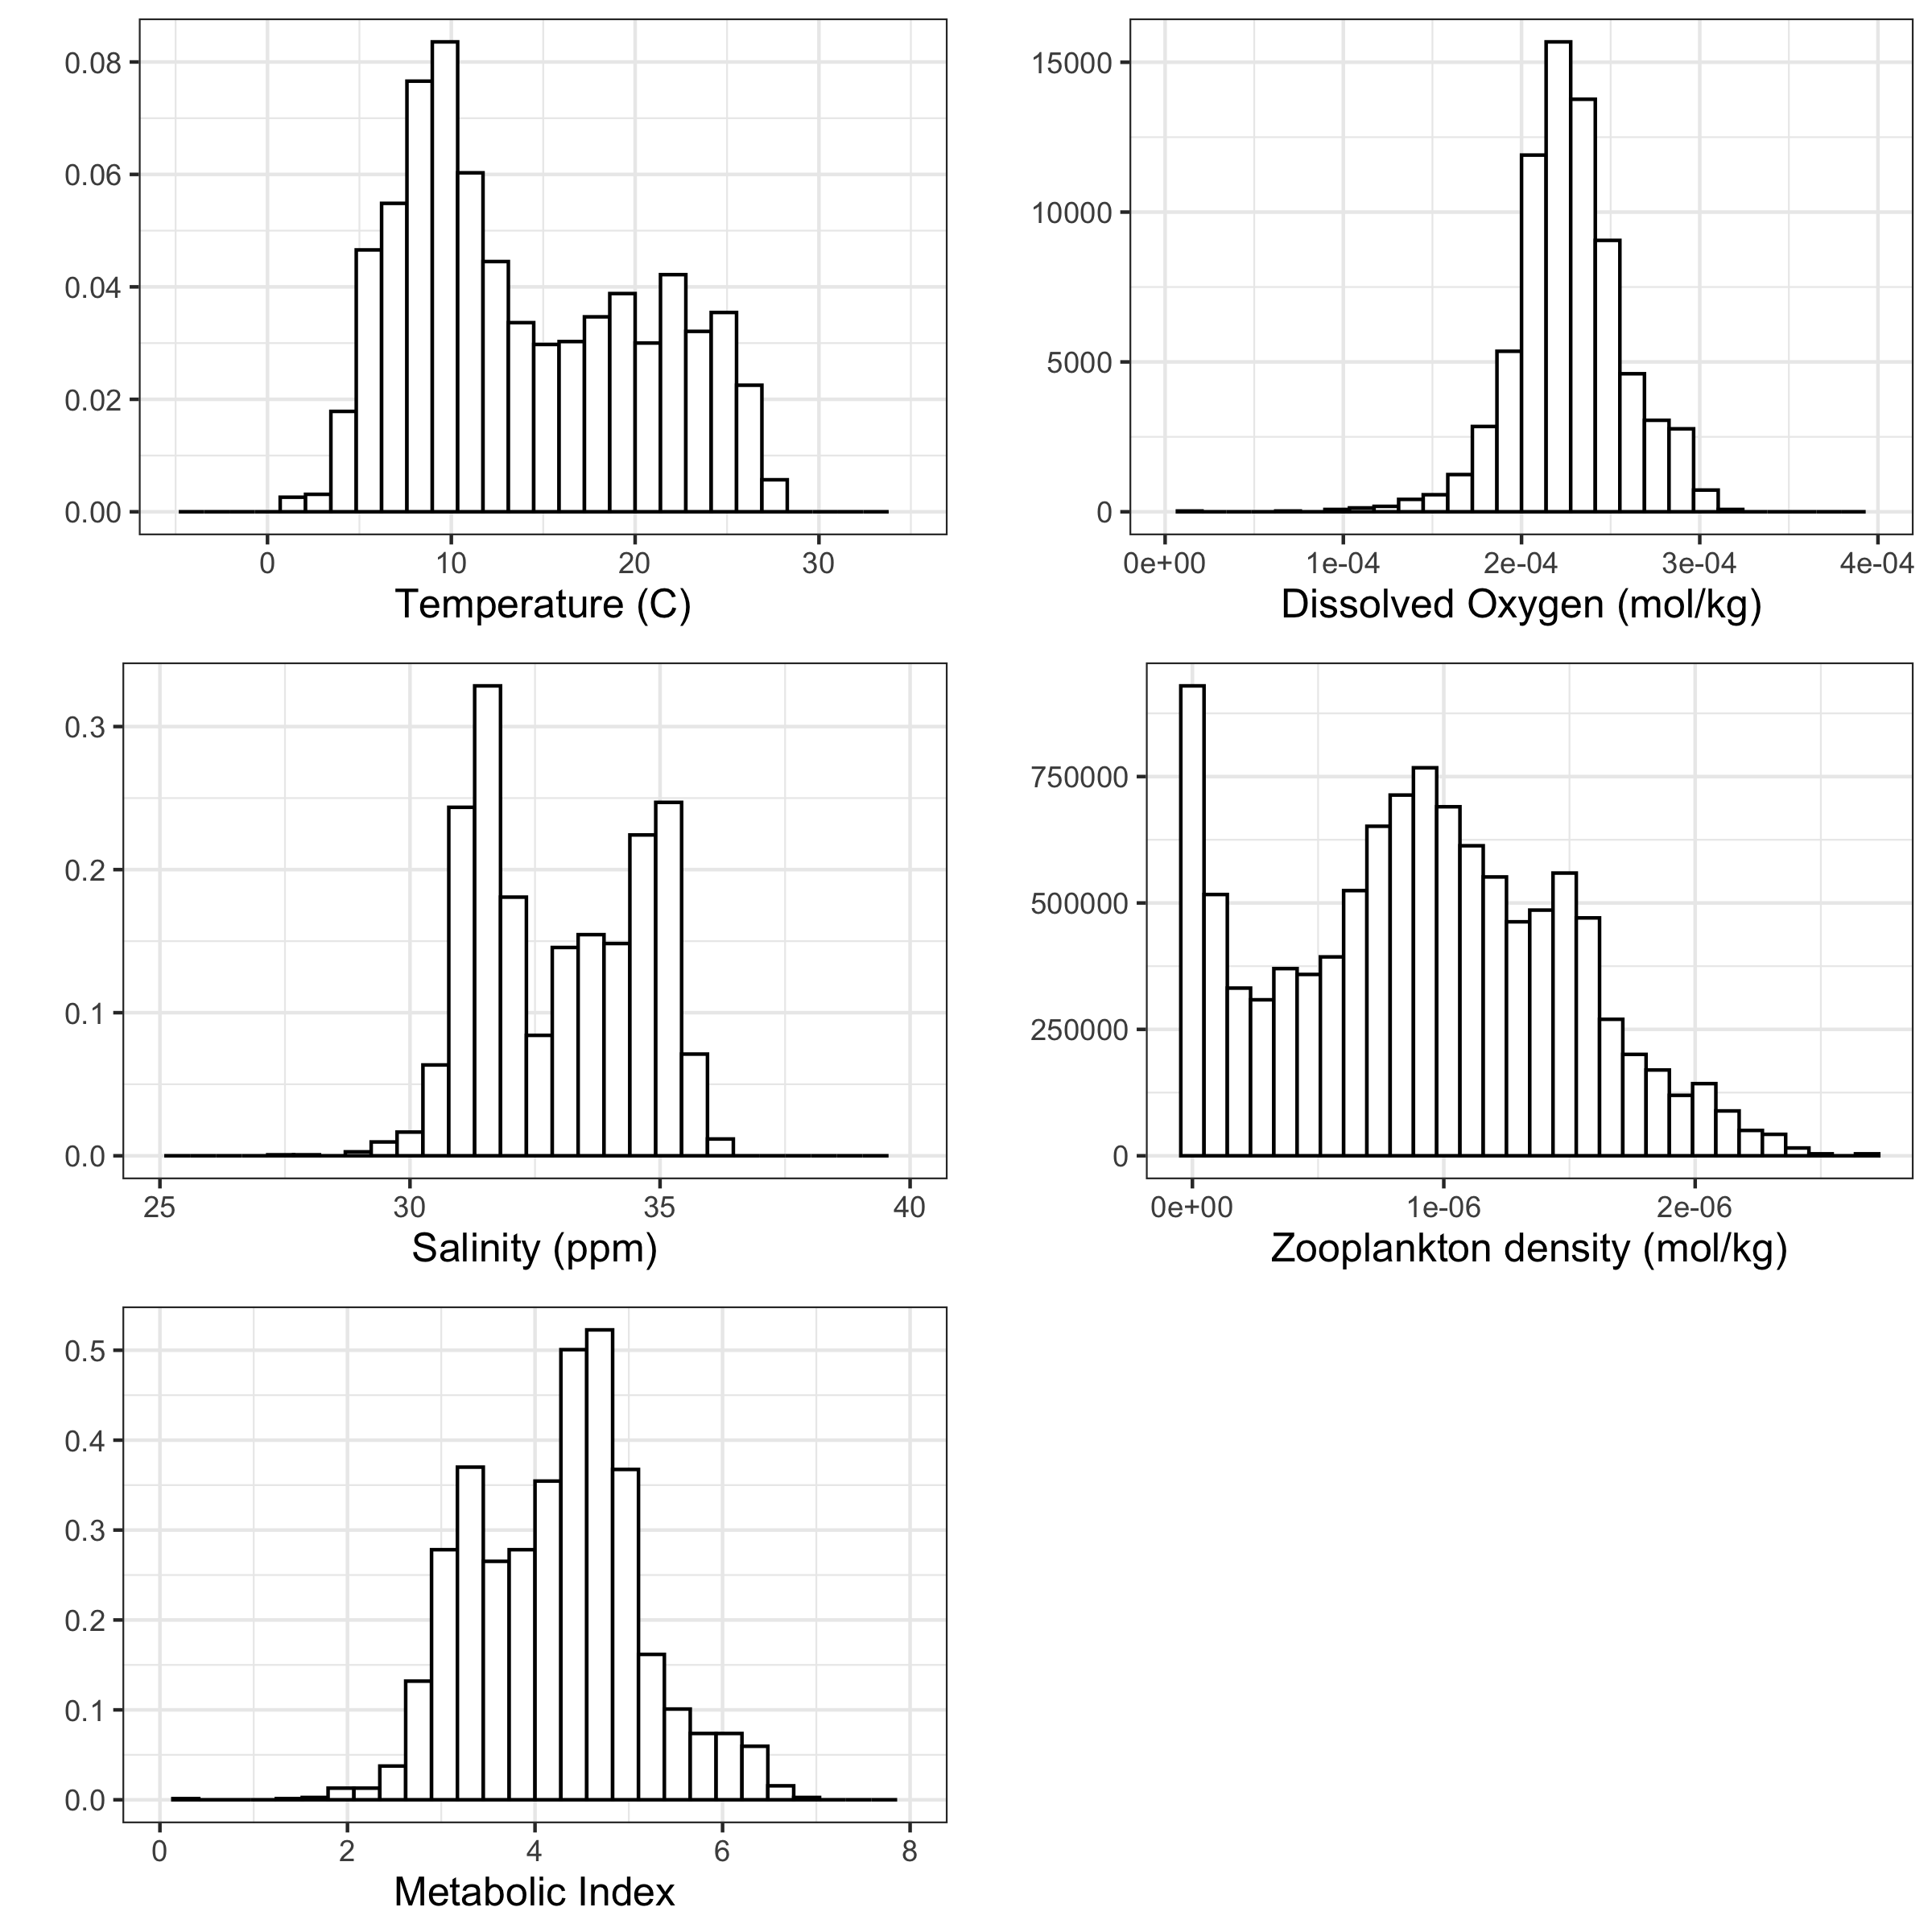 0.08
0.06
0.04
0.02
0.00
0 10 20 30
Temperature (C)
15000
10000
5000
0
0e+00 1e-04 2e-04 3e-04 4e-04
Dissolved Oxygen (mol/kg)
0.3
0.2
0.1
0.0
25 30 35 40
Salinity (ppm)
750000
500000
250000
0
0e+00 1e-06 2e-06
Zooplankton density (mol/kg)
0.5
0.4
0.3
0.2
0.1
0.0
0 2 4 6 8
Metabolic Index